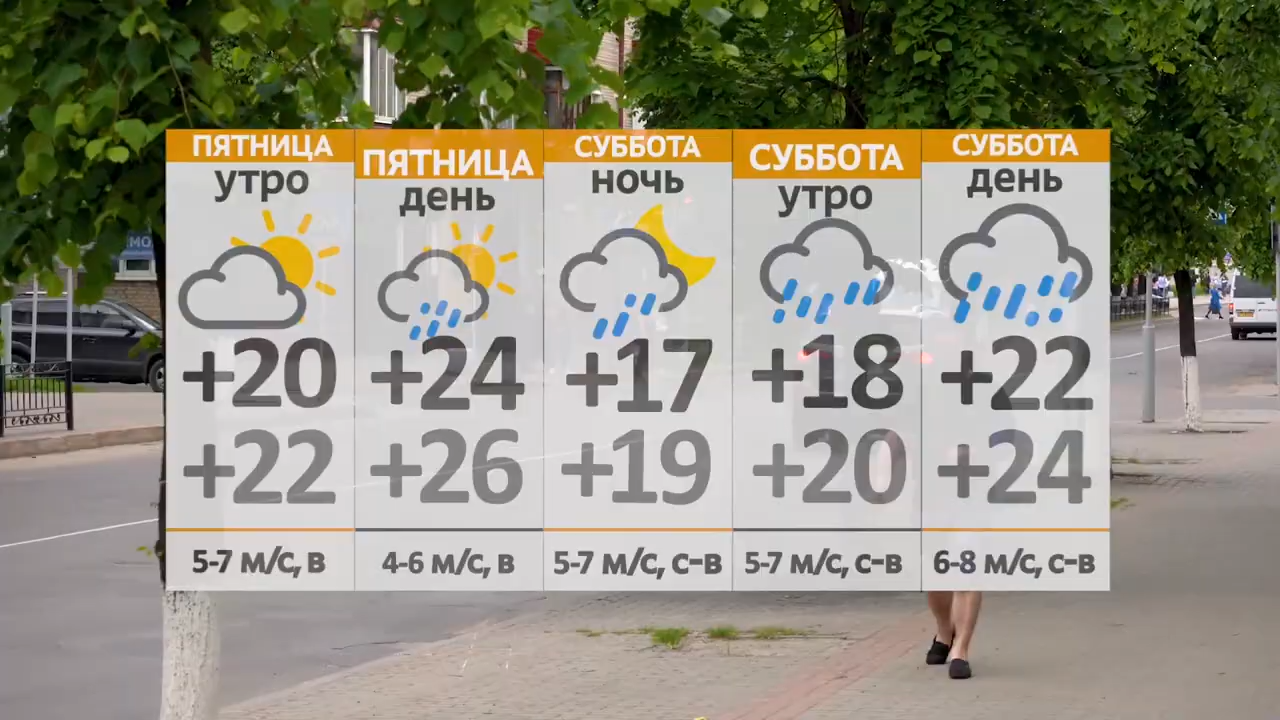 ПЯТНИЦА
утро
+20
+22
5-7 м/с, в
ПЯТНИЦА
день
+24
+26
4-6 м/с, в
СУББОТА
ночь
+17
+19
5-7 м/с, с-в
СУББОТА
утро
+18
+20
5-7 м/с, с-в
СУББОТА
день
+22
+24
6-8 м/с, с-в